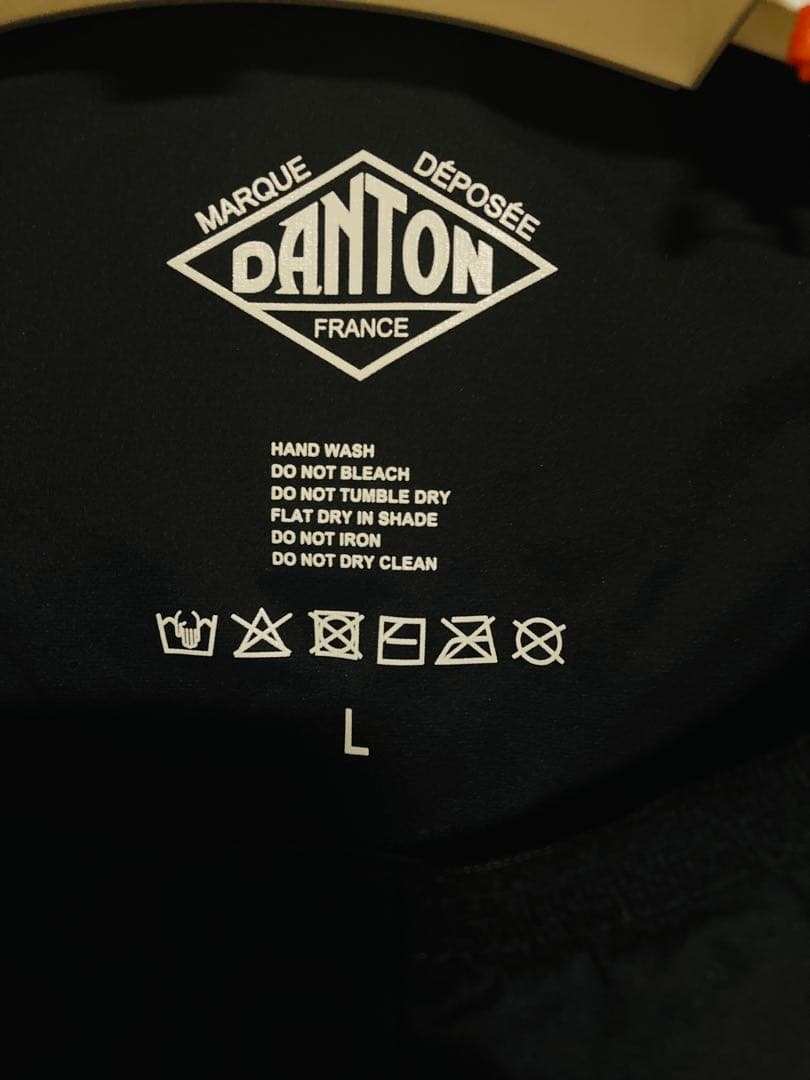 MARQUE DÉPOSÉE
DANTON
FRANCE
HAND WASH
DO NOT BLEACH
DO NOT TUMBLE DRY
FLAT DRY IN SHADE
DO NOT IRON
DO NOT DRY CLEAN
L